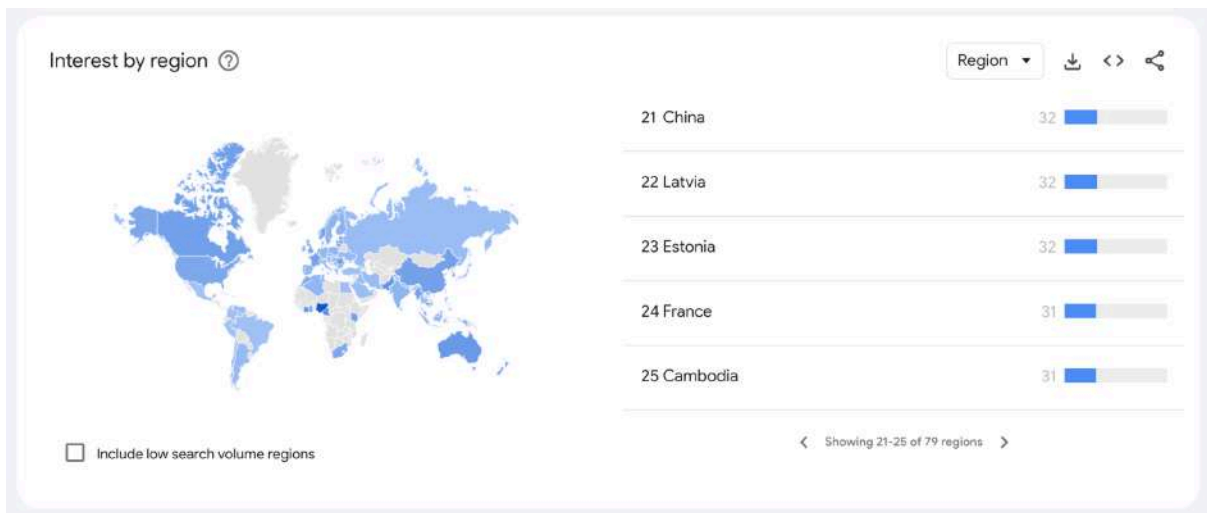 Interest by region
Region
21 China 32
22 Latvia 32
23 Estonia 32
24 France 31
25 Cambodia 31
Include low search volume regions
Showing 21-25 of 79 regions